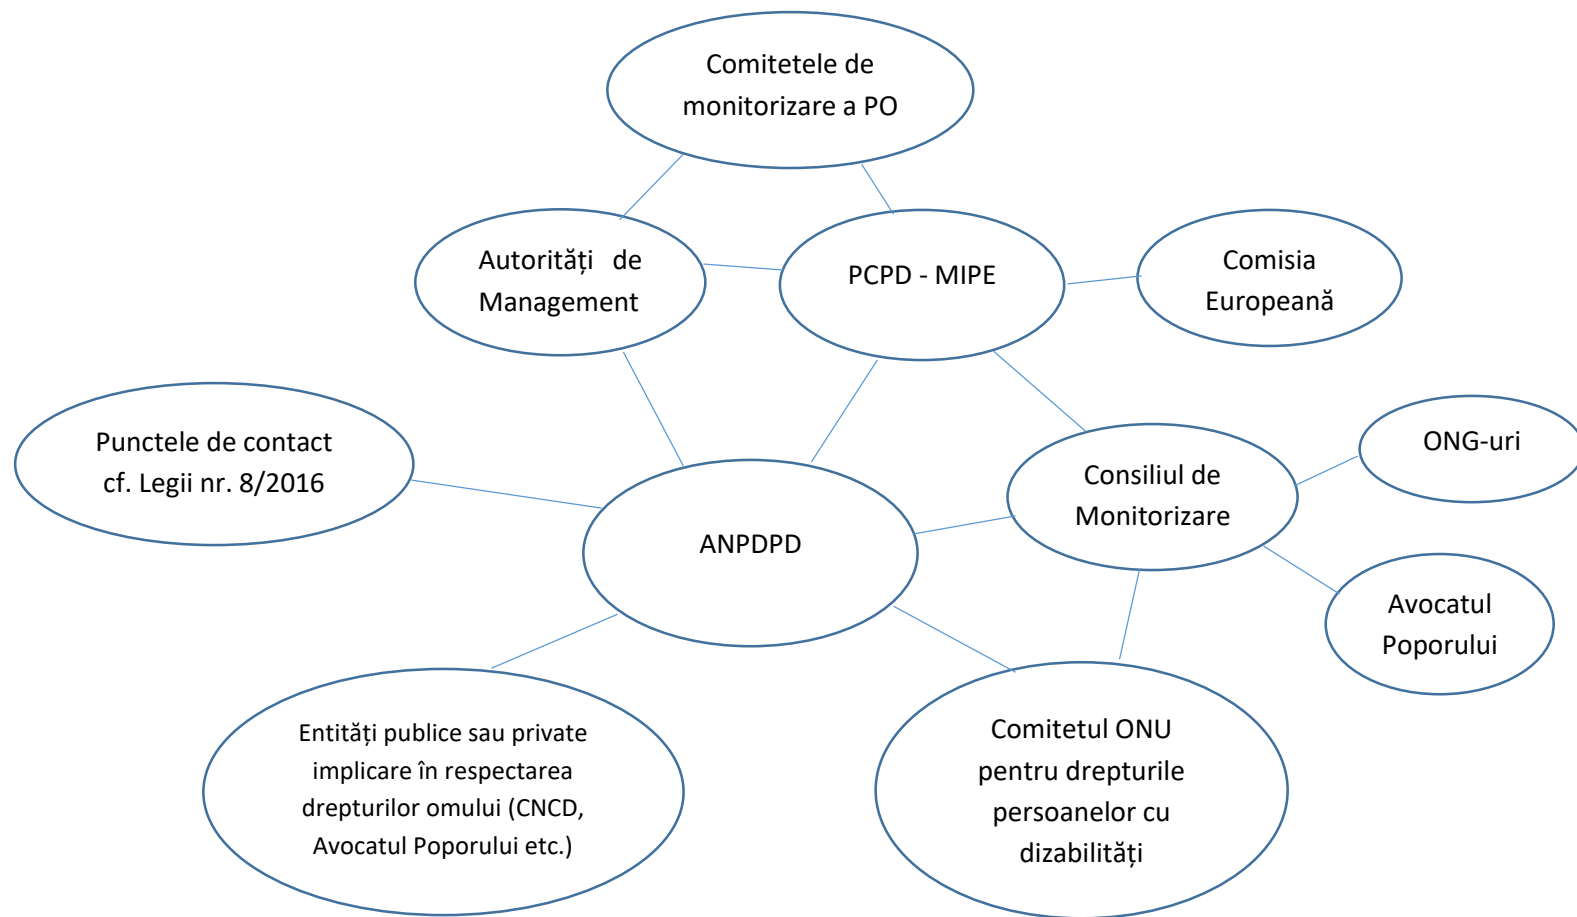 Comitetele de
monitorizare a PO
Autorități de
Management
PCPD - MIPE
Comisia
Europeană
Punctele de contact
cf. Legii nr. 8/2016
ANPDPD
Consiliul de
Monitorizare
ONG-uri
Avocatul
Poporului
Entități publice sau private
implicare în respectarea
drepturilor omului (CNCD,
Avocatul Poporului etc.)
Comitetul ONU
pentru drepturile
persoanelor cu
dizabilități